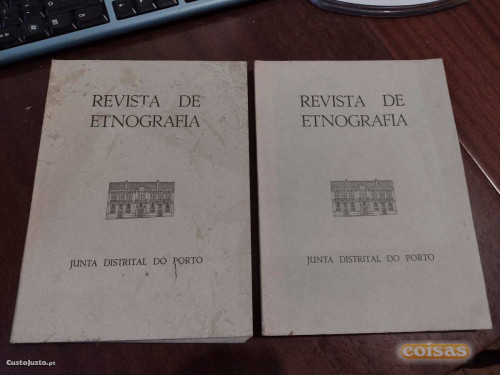 REVISTA DE
ETNOGRAFIA
JUNTA DISTRITAL DO PORTO
REVISTA DE
ETNOGRAFIA
JUNTA DISTRITAL DO PORTO
CustoJusto.pt
coisas